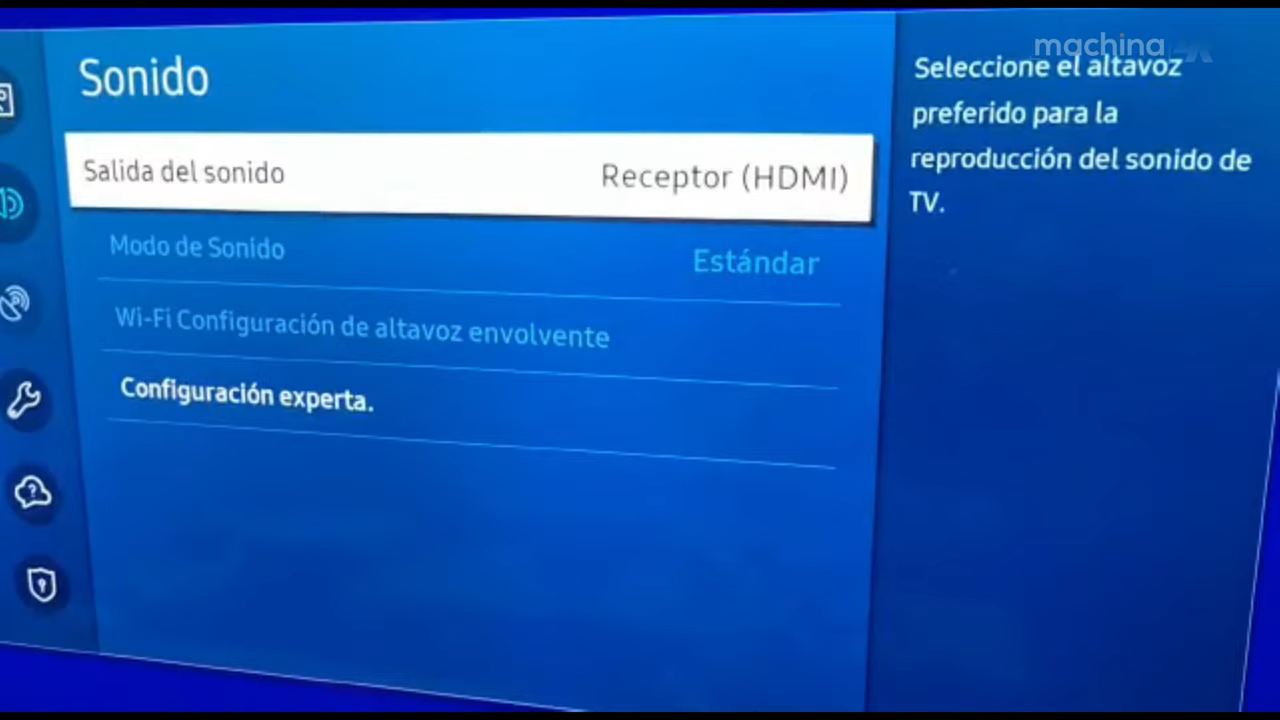 machina 4K
Sonido
Salida del sonido Receptor (HDMI)
Modo de Sonido Estándar
Wi-Fi Configuración de altavoz envolvente
Configuración experta.
Seleccione el altavoz
preferido para la
reproducción del sonido de
TV.